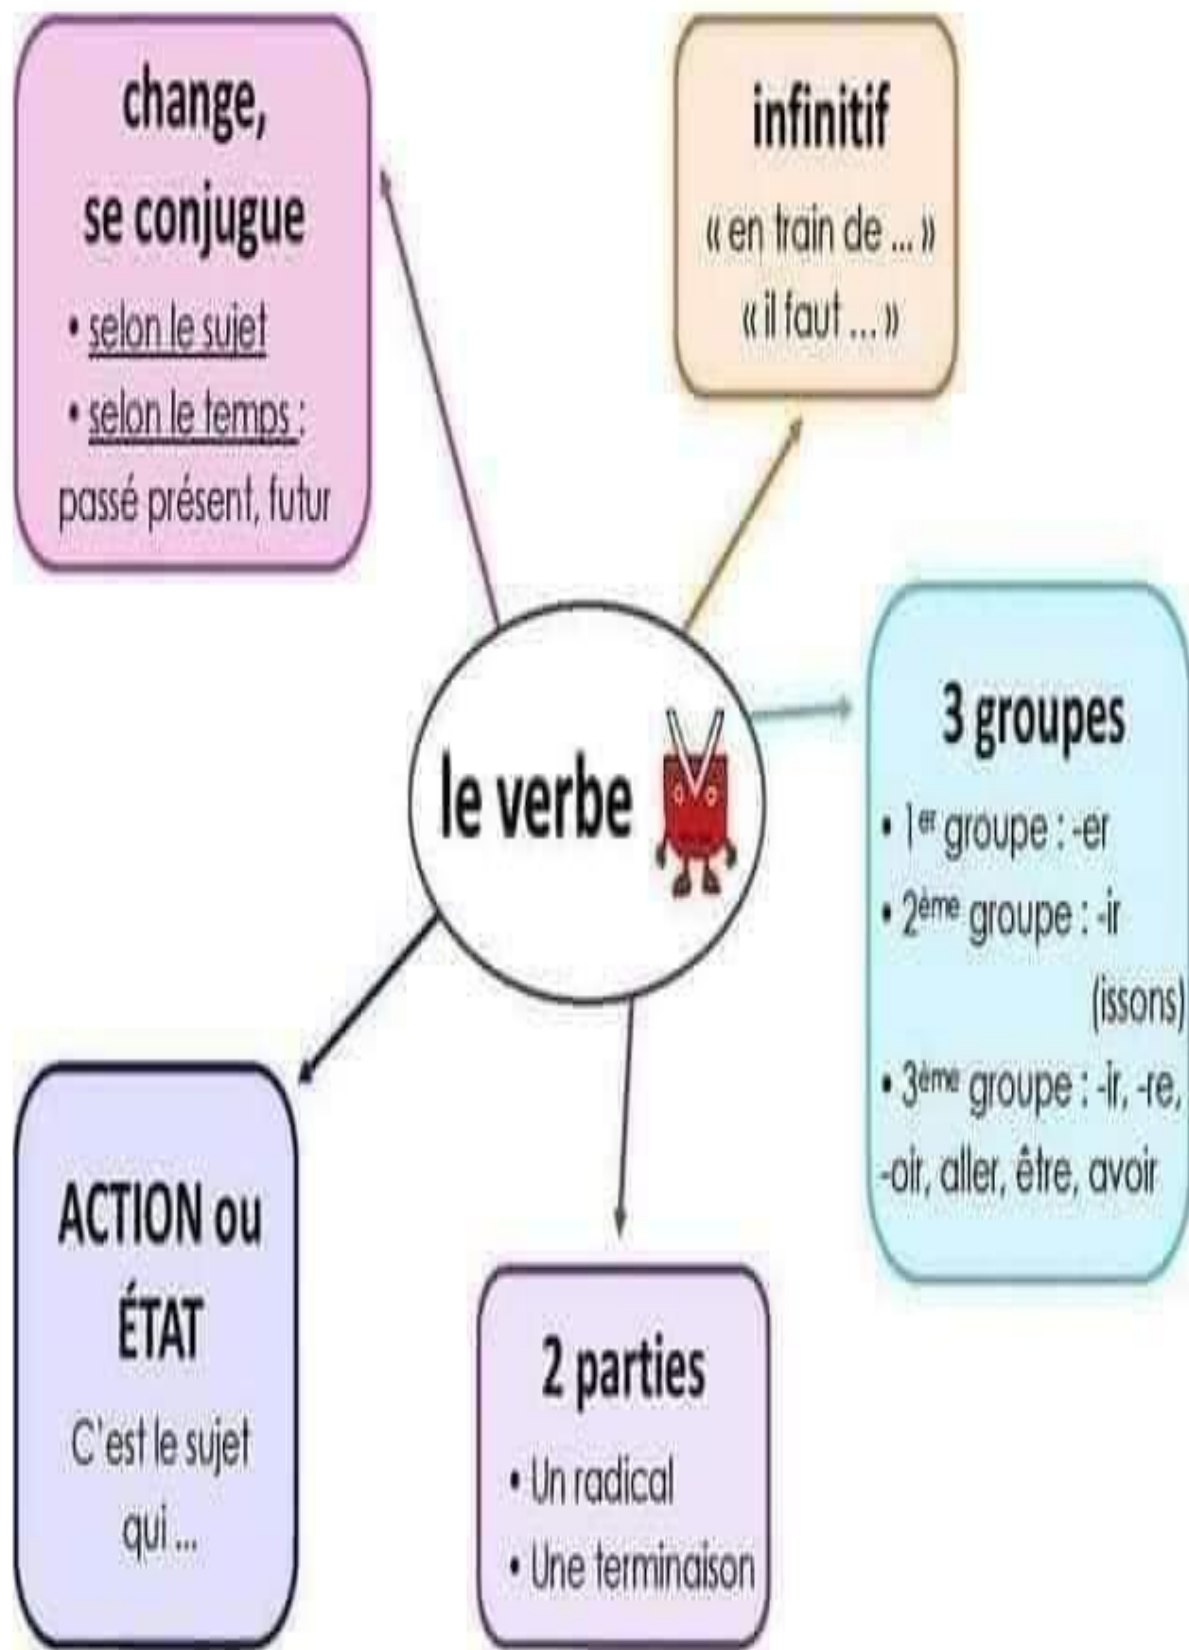 change,
se conjugue
• selon le sujet
• selon le temps :
passé présent, futur
infinitif
« en train de ... »
« il faut ... »
le verbe
3 groupes
• 1er groupe : -er
• 2ème groupe : -ir
(issons)
• 3ème groupe : -ir, -re,
-oir, aller, être, avoir
ACTION ou
ÉTAT
C'est le sujet
qui ...
2 parties
• Un radical
• Une terminaison